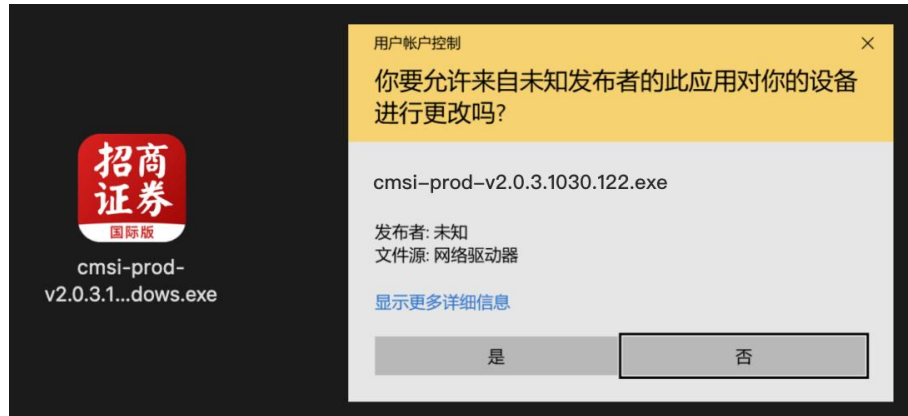 招商
证券
国际版
cmsi-prod-
v2.0.3.1...dows.exe
用户帐户控制
你要允许来自未知发布者的此应用对你的设备
进行更改吗?
cmsi-prod-v2.0.3.1030.122.exe
发布者: 未知
文件源: 网络驱动器
显示更多详细信息
是
否